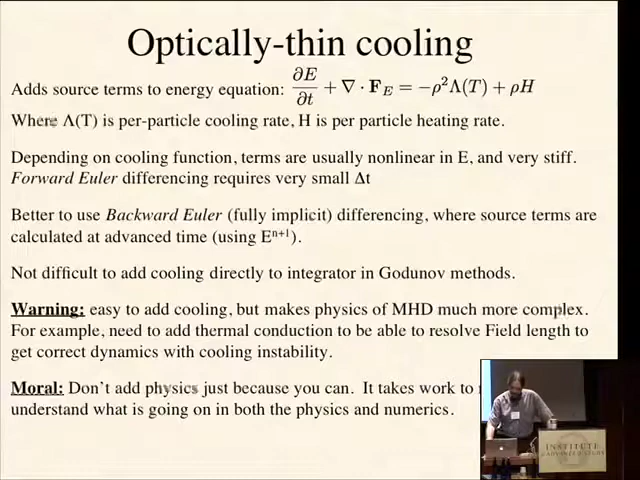 Optically-thin cooling
Adds source terms to energy equation: ∂E/∂t + ∇ · F_E = −ρ²Λ(T) + ρH
Where Λ(T) is per-particle cooling rate, H is per particle heating rate.
Depending on cooling function, terms are usually nonlinear in E, and very stiff.
Forward Euler differencing requires very small Δt
Better to use Backward Euler (fully implicit) differencing, where source terms are
calculated at advanced time (using Eⁿ⁺¹).
Not difficult to add cooling directly to integrator in Godunov methods.
Warning: easy to add cooling, but makes physics of MHD much more complex.
For example, need to add thermal conduction to be able to resolve Field length to
get correct dynamics with cooling instability.
Moral: Don't add physics just because you can. It takes work to
understand what is going on in both the physics and numerics.
INSTITUTE
ADVANCED STUDY